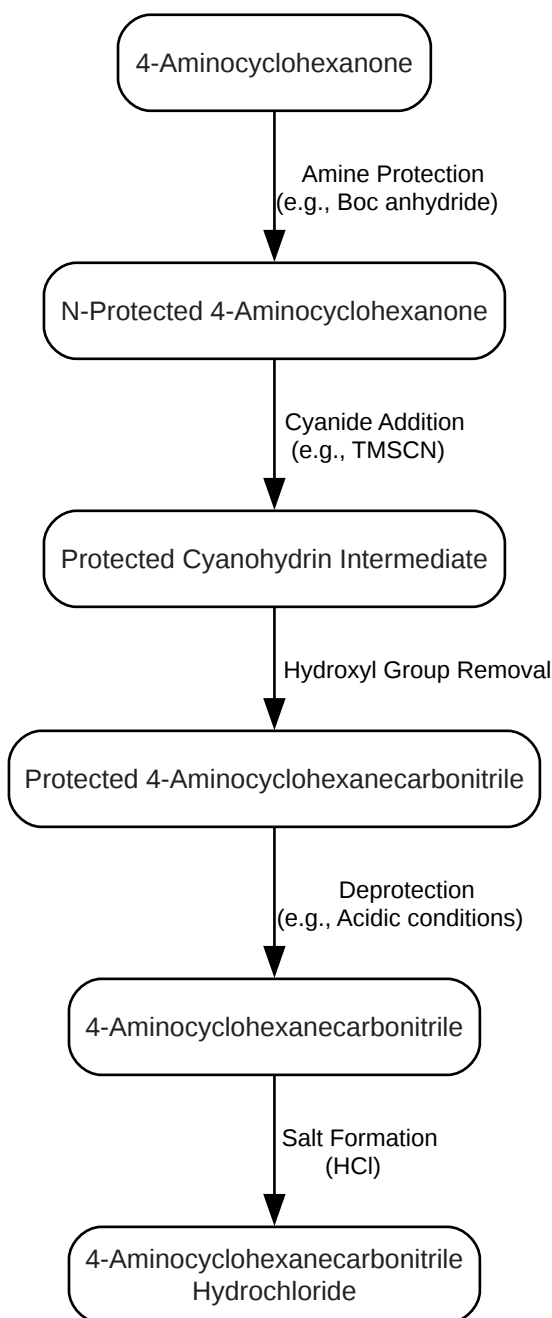 4-Aminocyclohexanone
Amine Protection
(e.g., Boc anhydride)
N-Protected 4-Aminocyclohexanone
Cyanide Addition
(e.g., TMSCN)
Protected Cyanohydrin Intermediate
Hydroxyl Group Removal
Protected 4-Aminocyclohexanecarbonitrile
Deprotection
(e.g., Acidic conditions)
4-Aminocyclohexanecarbonitrile
Salt Formation
(HCl)
4-Aminocyclohexanecarbonitrile
Hydrochloride